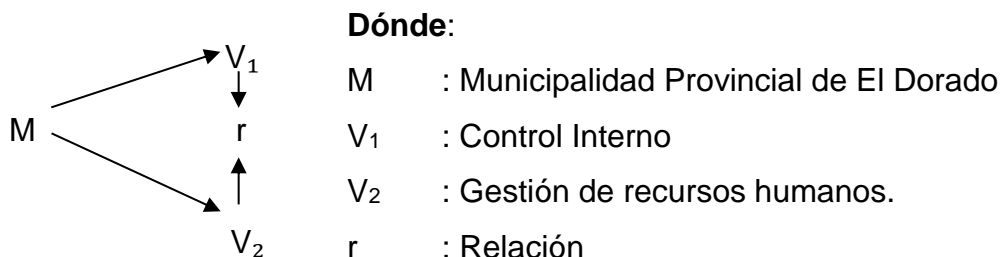 Dónde:
V₁
M : Municipalidad Provincial de El Dorado
M r V₁ : Control Interno
V₂ : Gestión de recursos humanos.
V₂ r : Relación